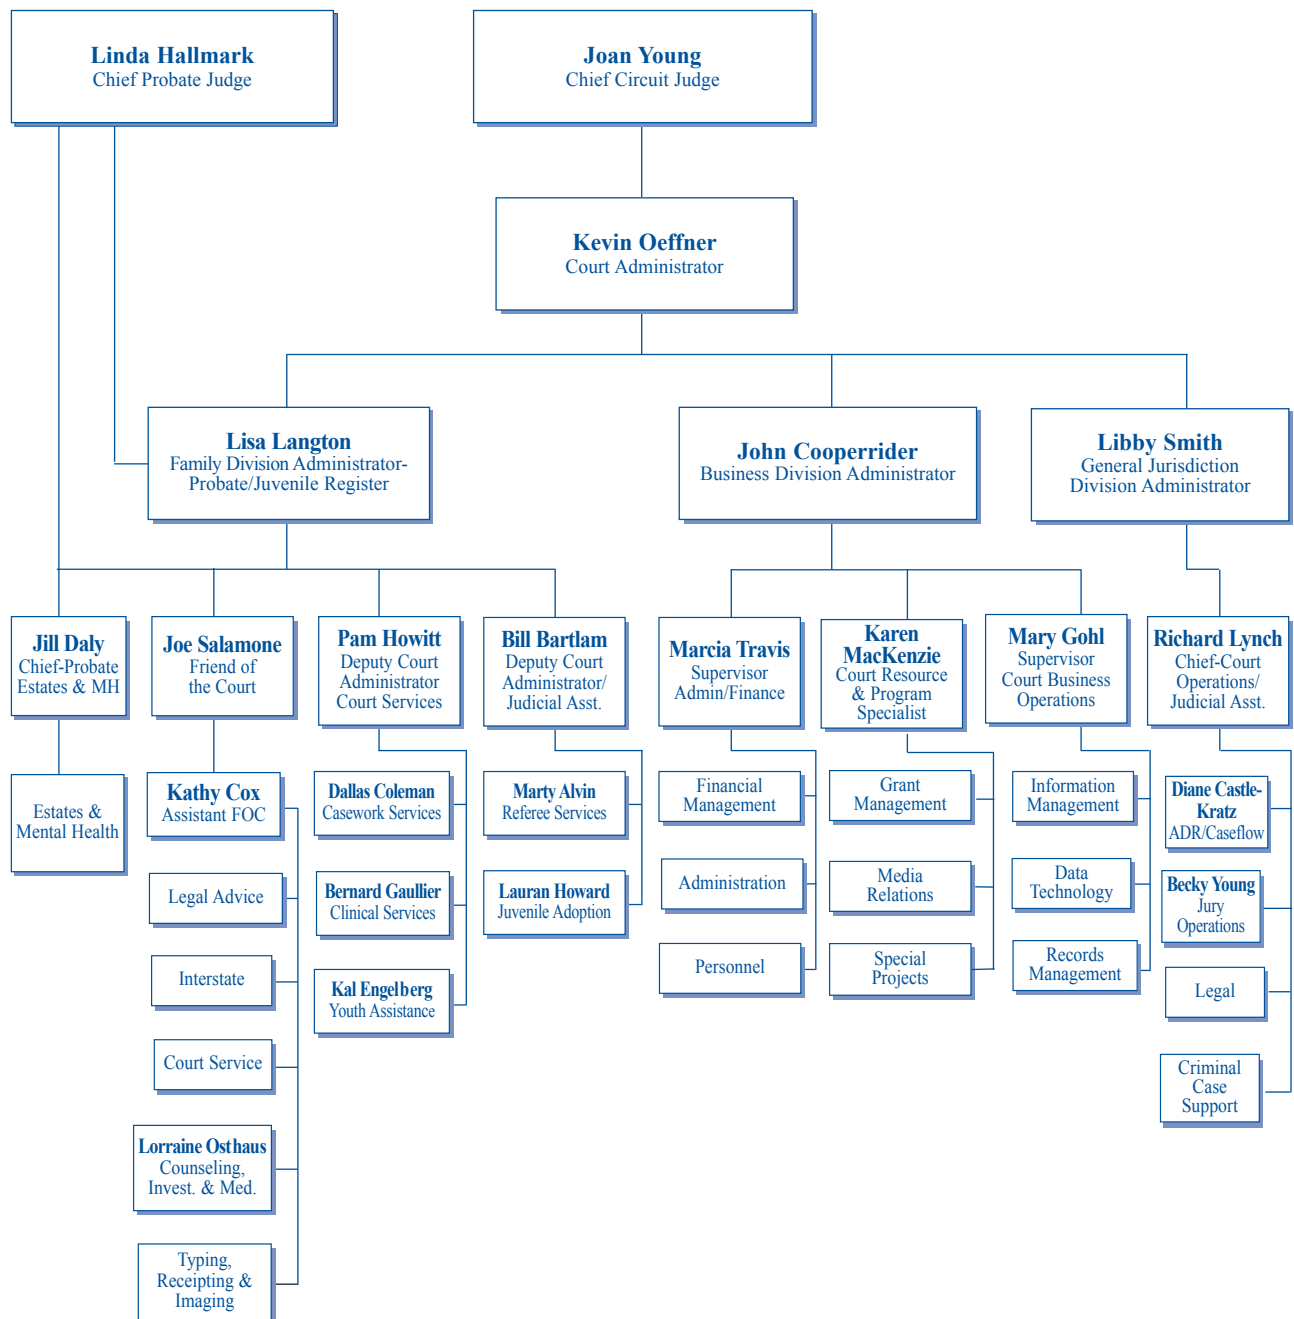 Linda Hallmark
Chief Probate Judge
Joan Young
Chief Circuit Judge
Kevin Oeffner
Court Administrator
Lisa Langton
Family Division Administrator-
Probate/Juvenile Register
John Cooperrider
Business Division Administrator
Libby Smith
General Jurisdiction
Division Administrator
Jill Daly
Chief-Probate
Estates & MH
Joe Salamone
Friend of
the Court
Pam Howitt
Deputy Court
Administrator
Court Services
Bill Bartlam
Deputy Court
Administrator/
Judicial Asst.
Marcia Travis
Supervisor
Admin/Finance
Karen
MacKenzie
Court Resource
& Program
Specialist
Mary Gohl
Supervisor
Court Business
Operations
Richard Lynch
Chief-Court
Operations/
Judicial Asst.
Estates &
Mental Health
Kathy Cox
Assistant FOC
Legal Advice
Interstate
Court Service
Lorraine Osthaus
Counseling,
Invest. & Med.
Typing,
Receipting &
Imaging
Dallas Coleman
Casework Services
Bernard Gaullier
Clinical Services
Kal Engelberg
Youth Assistance
Marty Alvin
Referee Services
Lauran Howard
Juvenile Adoption
Financial
Management
Administration
Personnel
Grant
Management
Media
Relations
Special
Projects
Information
Management
Data
Technology
Records
Management
Diane Castle-
Kratz
ADR/Caseflow
Becky Young
Jury
Operations
Legal
Criminal
Case
Support